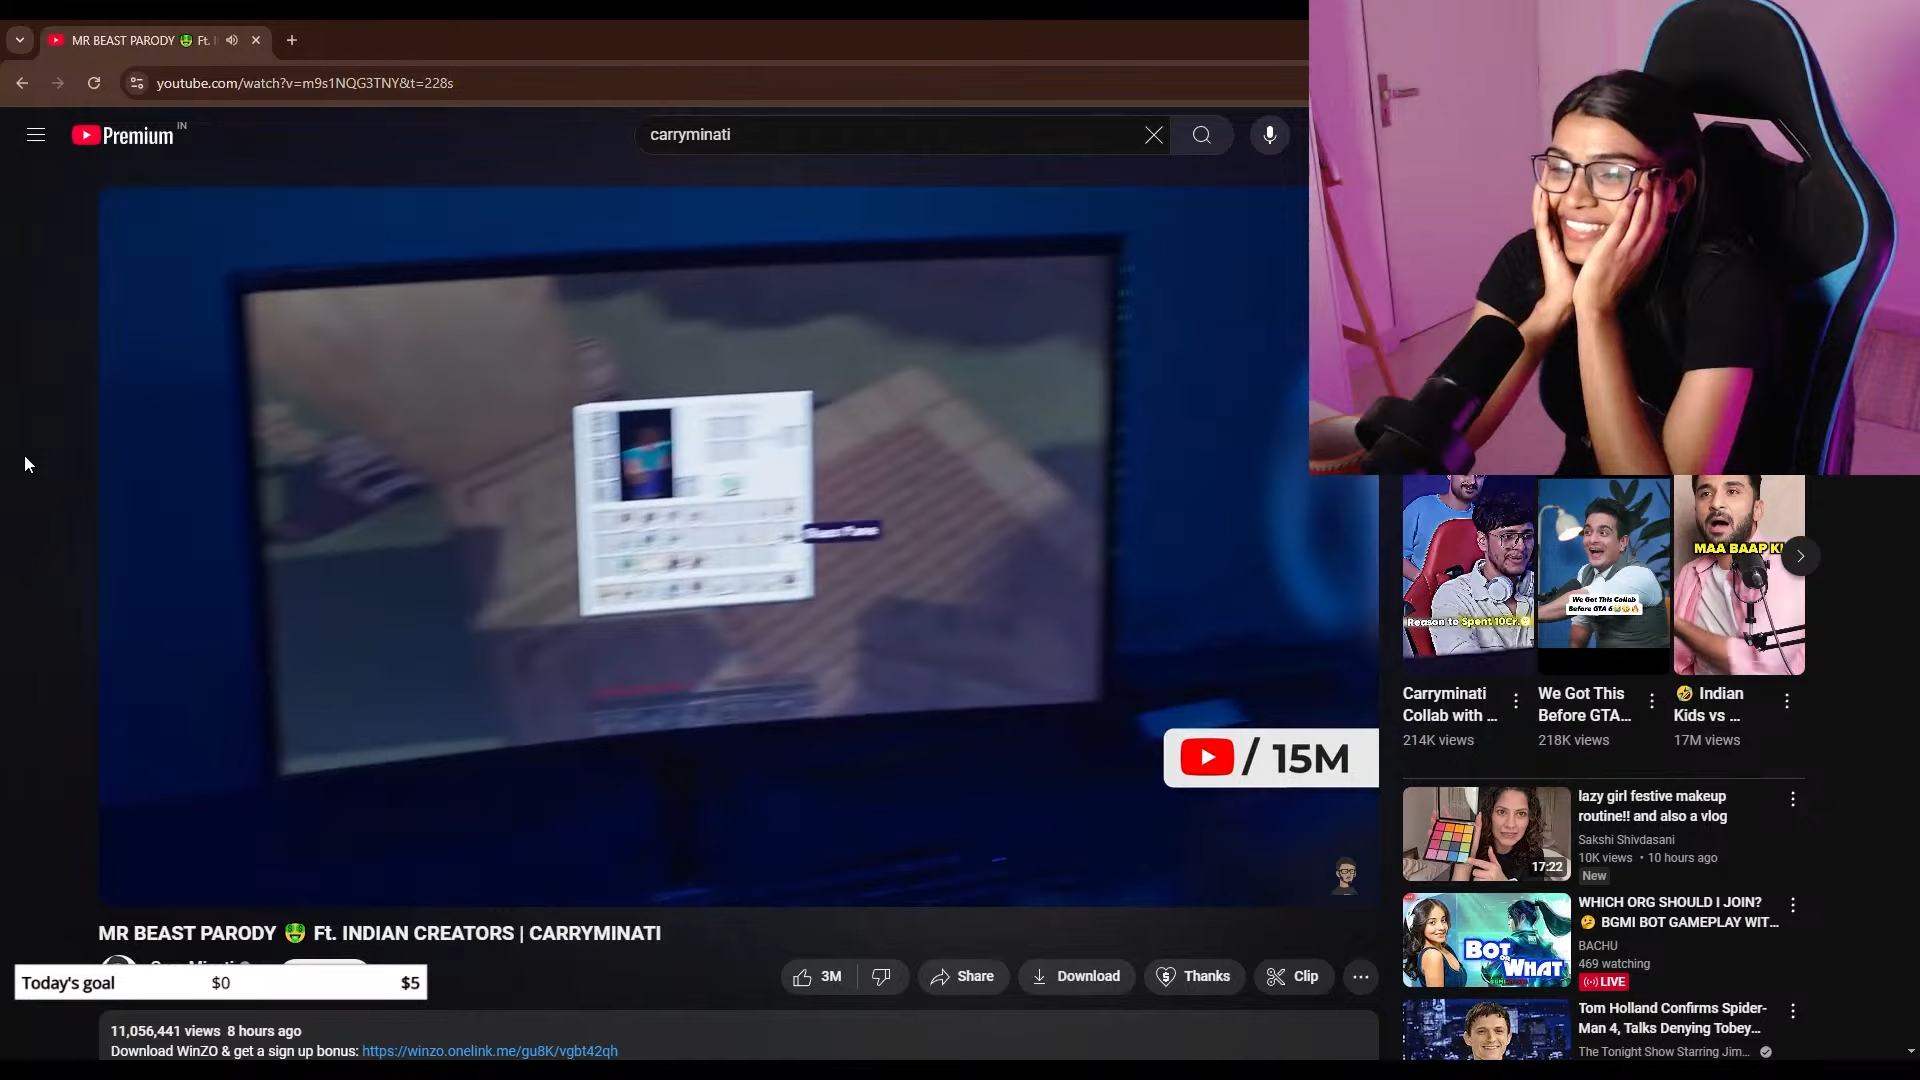 MR BEAST PARODY 🤑 Ft. I
youtube.com/watch?v=m9s1NQG3TNY&t=228s
Premium IN
carryminati
/ 15M
MR BEAST PARODY 🤑 Ft. INDIAN CREATORS | CARRYMINATI
Today's goal $0 $5
3M
Share
Download
Thanks
Clip
11,056,441 views 8 hours ago
Download WinZO & get a sign up bonus: https://winzo.onelink.me/gu8K/vgbt42qh
Reason to Spent 10Cr.
We Got This Collab
Before GTA 6
MAA BAAP KI
Carryminati
Collab with ...
214K views
We Got This
Before GTA...
218K views
🤣 Indian
Kids vs ...
17M views
17:22
lazy girl festive makeup
routine!! and also a vlog
Sakshi Shivdasani
10K views • 10 hours ago
New
BOT
OR
WHAT
WHICH ORG SHOULD I JOIN?
🤔 BGMI BOT GAMEPLAY WIT...
BACHU
469 watching
LIVE
Tom Holland Confirms Spider-
Man 4, Talks Denying Tobey...
The Tonight Show Starring Jim...